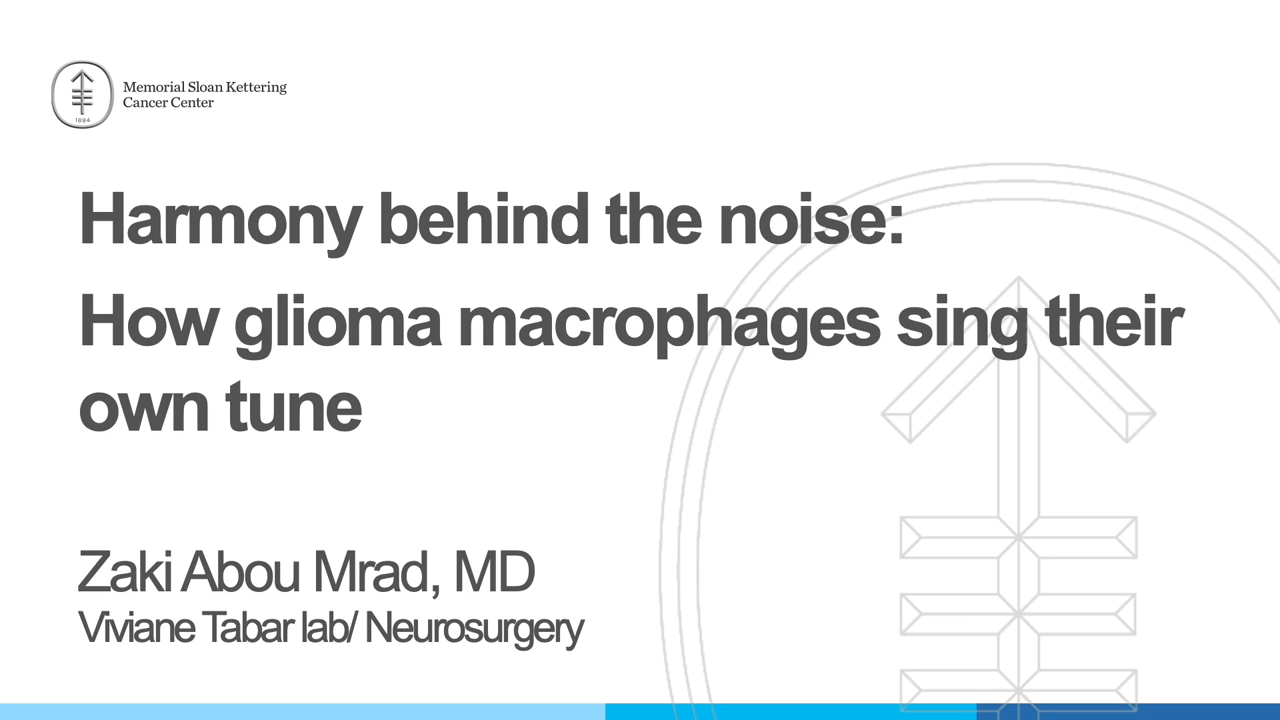 Memorial Sloan Kettering
Cancer Center
1884
Harmony behind the noise:
How glioma macrophages sing their
own tune
Zaki Abou Mrad, MD
Viviane Tabar lab/ Neurosurgery